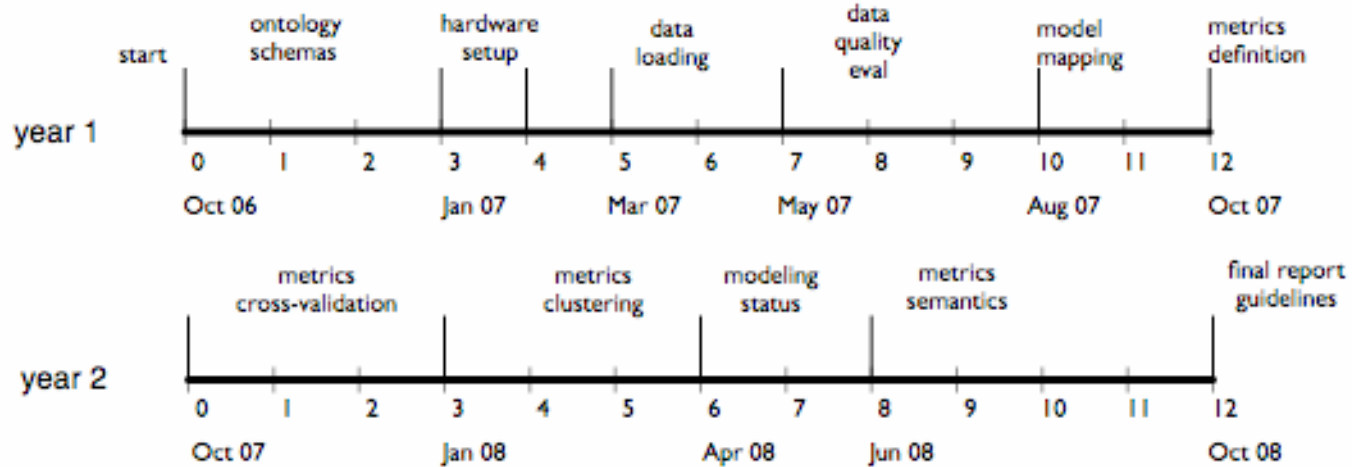 start
ontology
schemas
hardware
setup
data
loading
data
quality
eval
model
mapping
metrics
definition
year 1
0 1 2 3 4 5 6 7 8 9 10 11 12
Oct 06 Jan 07 Mar 07 May 07 Aug 07 Oct 07
metrics
cross-validation
metrics
clustering
modeling
status
metrics
semantics
final report
guidelines
year 2
0 1 2 3 4 5 6 7 8 9 10 11 12
Oct 07 Jan 08 Apr 08 Jun 08 Oct 08